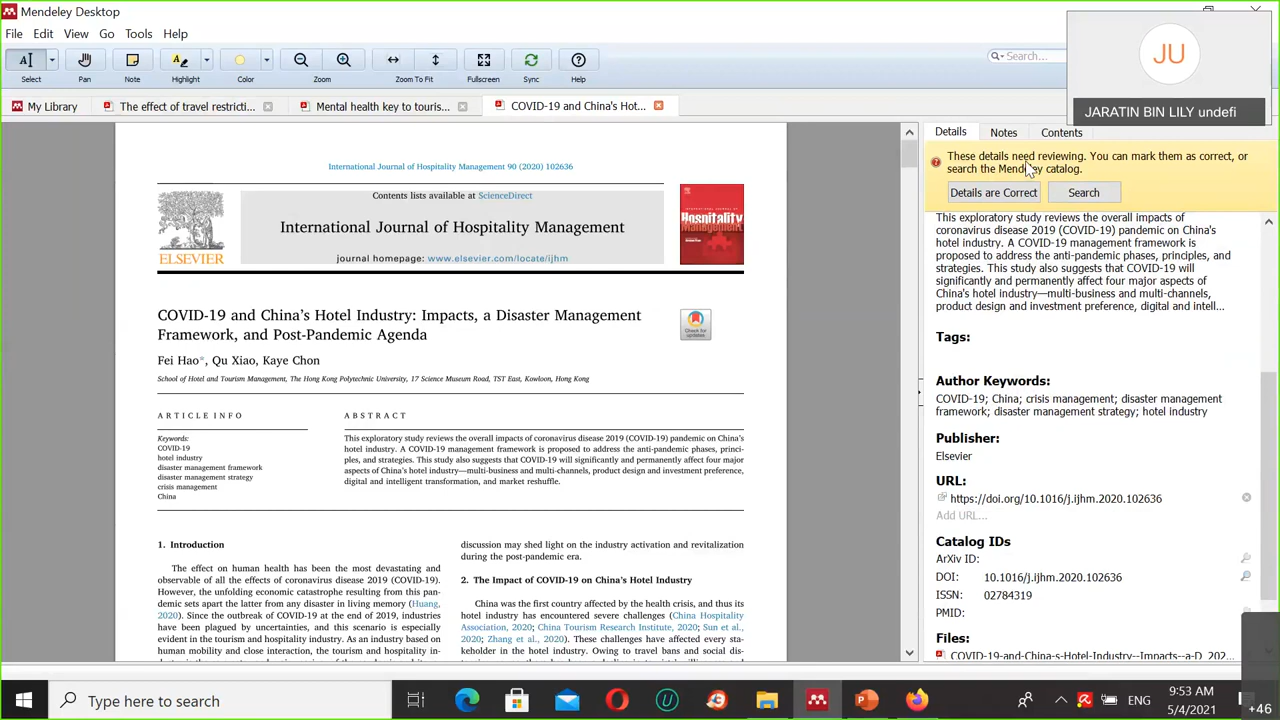 Mendeley Desktop
File Edit View Go Tools Help
Select Pan Note Highlight Color Zoom Zoom To Fit Fullscreen Sync Help
Search...
JU
JARATIN BIN LILY undefi
My Library
The effect of travel restricti...
Mental health key to touris...
COVID-19 and China's Hot...
International Journal of Hospitality Management 90 (2020) 102636
Contents lists available at ScienceDirect
International Journal of Hospitality Management
journal homepage: www.elsevier.com/locate/ijhm
ELSEVIER
Hospitality
Management
COVID-19 and China's Hotel Industry: Impacts, a Disaster Management
Framework, and Post-Pandemic Agenda
Check for
updates
Fei Hao*, Qu Xiao, Kaye Chon
School of Hotel and Tourism Management, The Hong Kong Polytechnic University, 17 Science Museum Road, TST East, Kowloon, Hong Kong
ARTICLE INFO
Keywords:
COVID-19
hotel industry
disaster management framework
disaster management strategy
crisis management
China
ABSTRACT
This exploratory study reviews the overall impacts of coronavirus disease 2019 (COVID-19) pandemic on China's
hotel industry. A COVID-19 management framework is proposed to address the anti-pandemic phases, princi-
ples, and strategies. This study also suggests that COVID-19 will significantly and permanently affect four major
aspects of China's hotel industry—multi-business and multi-channels, product design and investment preference,
digital and intelligent transformation, and market reshuffle.
1. Introduction
The effect on human health has been the most devastating and
observable of all the effects of coronavirus disease 2019 (COVID-19).
However, the unfolding economic catastrophe resulting from this pan-
demic sets apart the latter from any disaster in living memory (Huang,
2020). Since the outbreak of COVID-19 at the end of 2019, industries
have been plagued by uncertainties, and this scenario is especially
evident in the tourism and hospitality industry. As an industry based on
human mobility and close interaction, the tourism and hospitality in-
discussion may shed light on the industry activation and revitalization
during the post-pandemic era.
2. The Impact of COVID-19 on China's Hotel Industry
China was the first country affected by the health crisis, and thus its
hotel industry has encountered severe challenges (China Hospitality
Association, 2020; China Tourism Research Institute, 2020; Sun et al.,
2020; Zhang et al., 2020). These challenges have affected every sta-
keholder in the hotel industry. Owing to travel bans and social dis-
Details Notes Contents
These details need reviewing. You can mark them as correct, or
search the Mendeley catalog.
Details are Correct Search
This exploratory study reviews the overall impacts of
coronavirus disease 2019 (COVID-19) pandemic on China's
hotel industry. A COVID-19 management framework is
proposed to address the anti-pandemic phases, principles, and
strategies. This study also suggests that COVID-19 will
significantly and permanently affect four major aspects of
China's hotel industry—multi-business and multi-channels,
product design and investment preference, digital and intell...
Tags:
Author Keywords:
COVID-19; China; crisis management; disaster management
framework; disaster management strategy; hotel industry
Publisher:
Elsevier
URL:
https://doi.org/10.1016/j.ijhm.2020.102636
Add URL...
Catalog IDs
ArXiv ID:
DOI: 10.1016/j.ijhm.2020.102636
ISSN: 02784319
PMID:
Files:
COVID-19-and-China-s-Hotel-Industry--Impacts--a-D 202...
Type here to search
ENG
9:53 AM
5/4/2021
+46